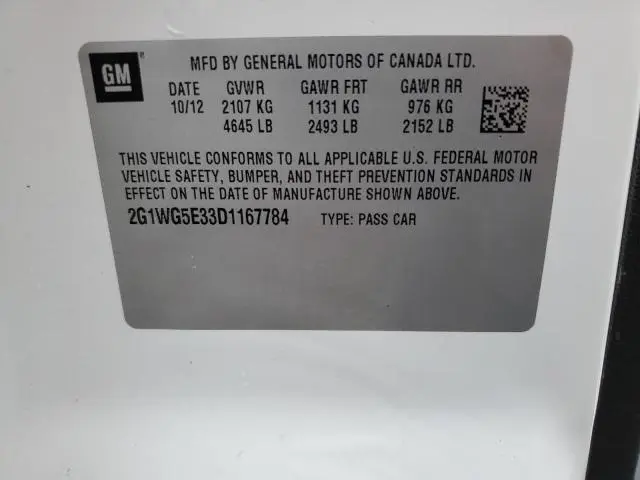 GM
MFD BY GENERAL MOTORS OF CANADA LTD.
DATE GVWR GAWR FRT GAWR RR
10/12 2107 KG 1131 KG 976 KG
4645 LB 2493 LB 2152 LB
THIS VEHICLE CONFORMS TO ALL APPLICABLE U.S. FEDERAL MOTOR
VEHICLE SAFETY, BUMPER, AND THEFT PREVENTION STANDARDS IN
EFFECT ON THE DATE OF MANUFACTURE SHOWN ABOVE.
2G1WG5E33D1167784 TYPE: PASS CAR